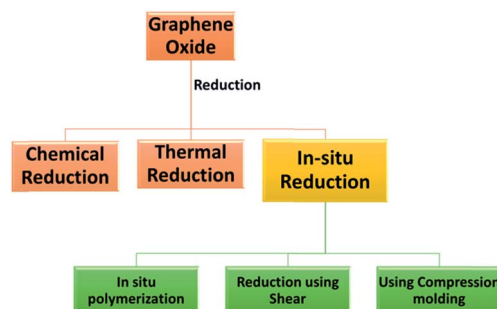 Graphene
Oxide
Reduction
Chemical
Reduction
Thermal
Reduction
In-situ
Reduction
In situ
polymerization
Reduction using
Shear
Using Compression
molding